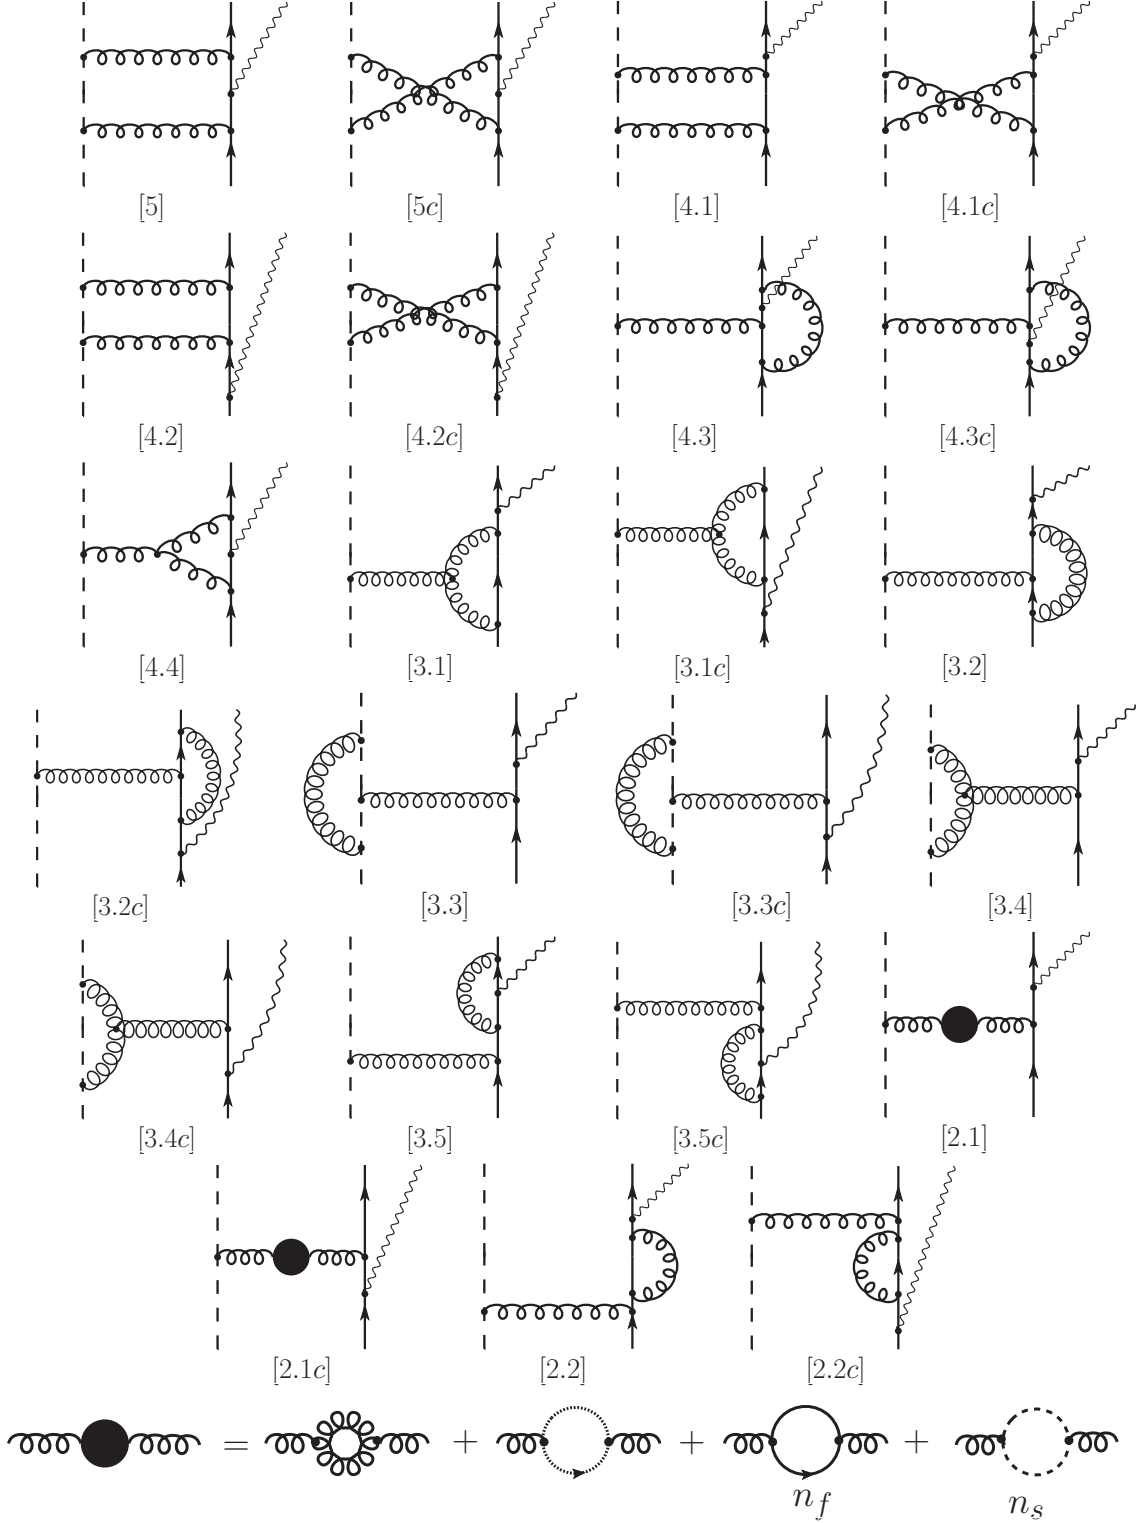 [5] [5c] [4.1] [4.1c]
[4.2] [4.2c] [4.3] [4.3c]
[4.4] [3.1] [3.1c] [3.2]
[3.2c] [3.3] [3.3c] [3.4]
[3.4c] [3.5] [3.5c] [2.1]
[2.1c] [2.2] [2.2c]
= + + +
n_f n_s